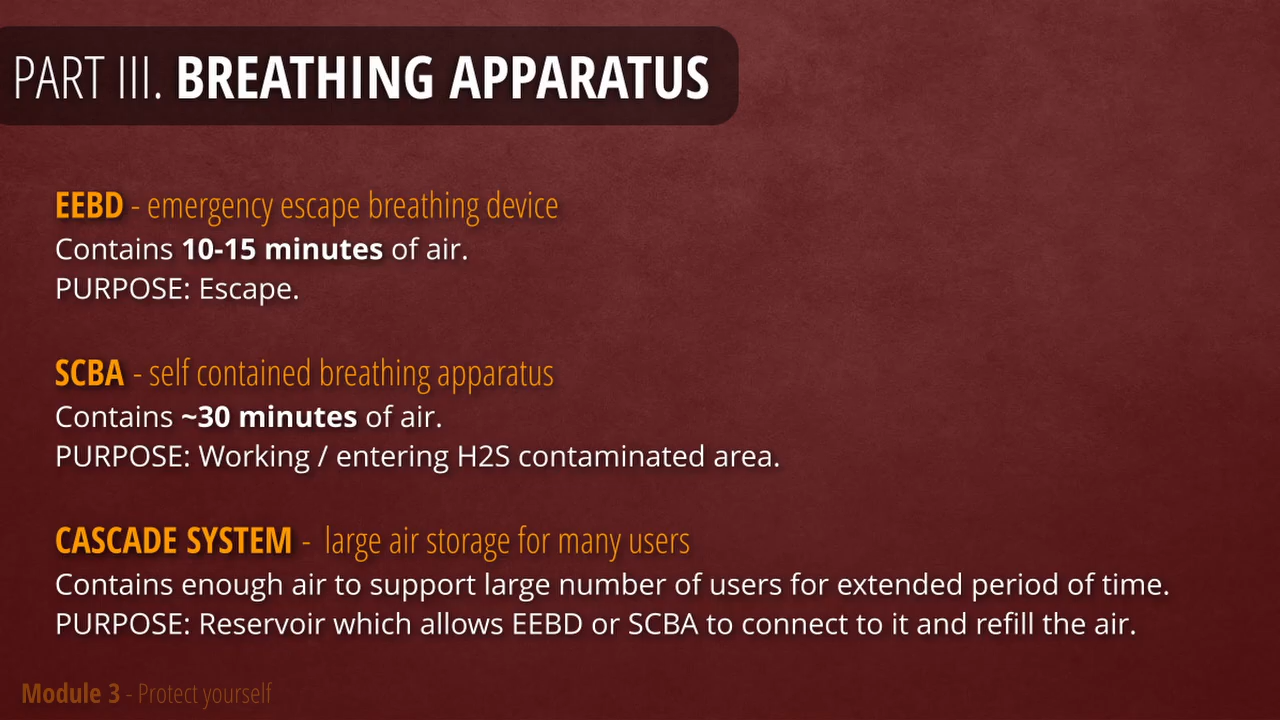 PART III. BREATHING APPARATUS
EEBD - emergency escape breathing device
Contains 10-15 minutes of air.
PURPOSE: Escape.
SCBA - self contained breathing apparatus
Contains ~30 minutes of air.
PURPOSE: Working / entering H2S contaminated area.
CASCADE SYSTEM - large air storage for many users
Contains enough air to support large number of users for extended period of time.
PURPOSE: Reservoir which allows EEBD or SCBA to connect to it and refill the air.
Module 3 - Protect yourself